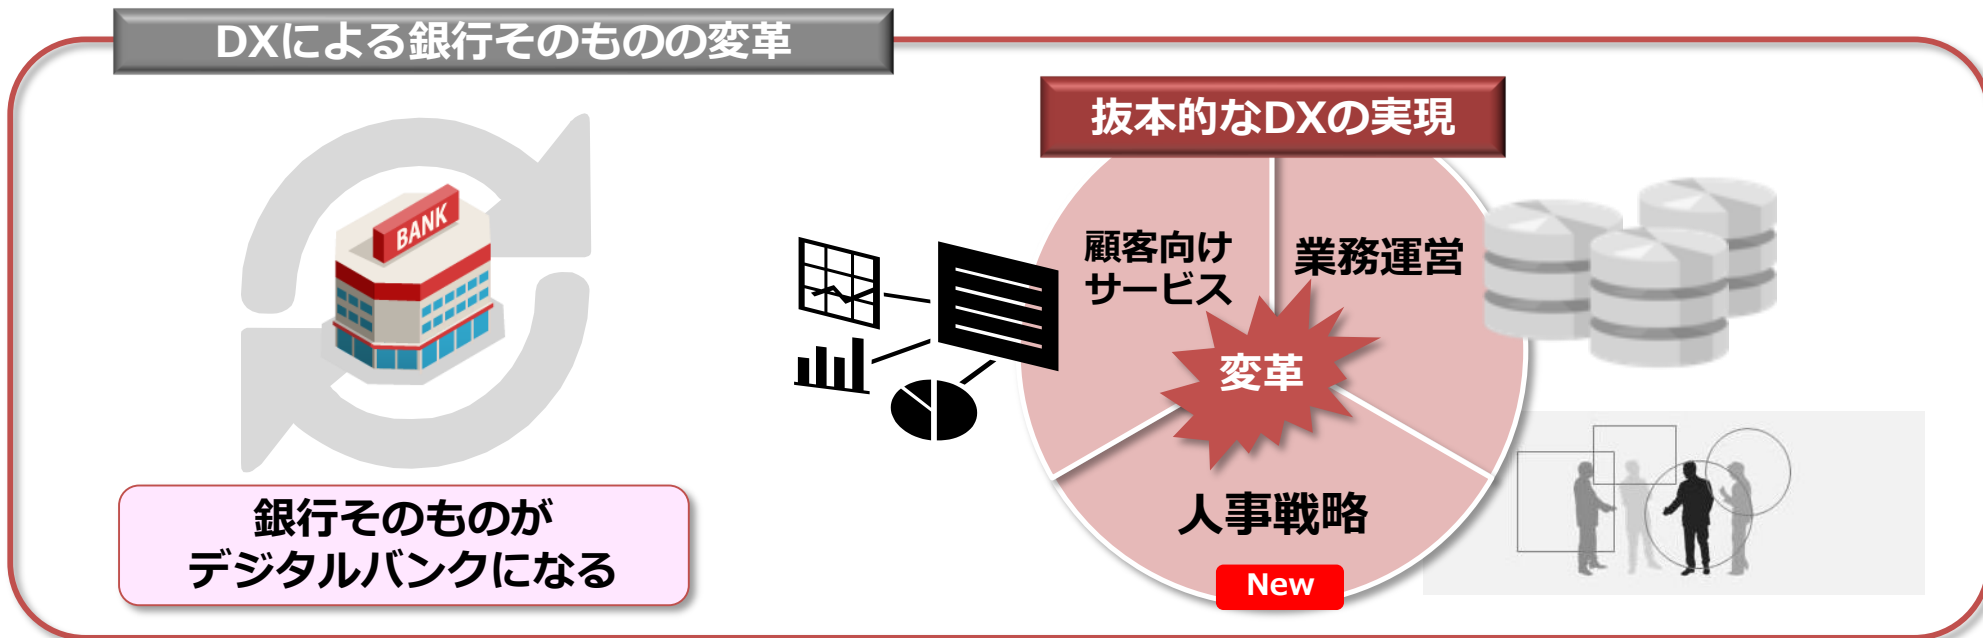 DXによる銀行そのものの変革
BANK
銀行そのものが
デジタルバンクになる
抜本的なDXの実現
顧客向け
サービス
業務運営
変革
人事戦略
New